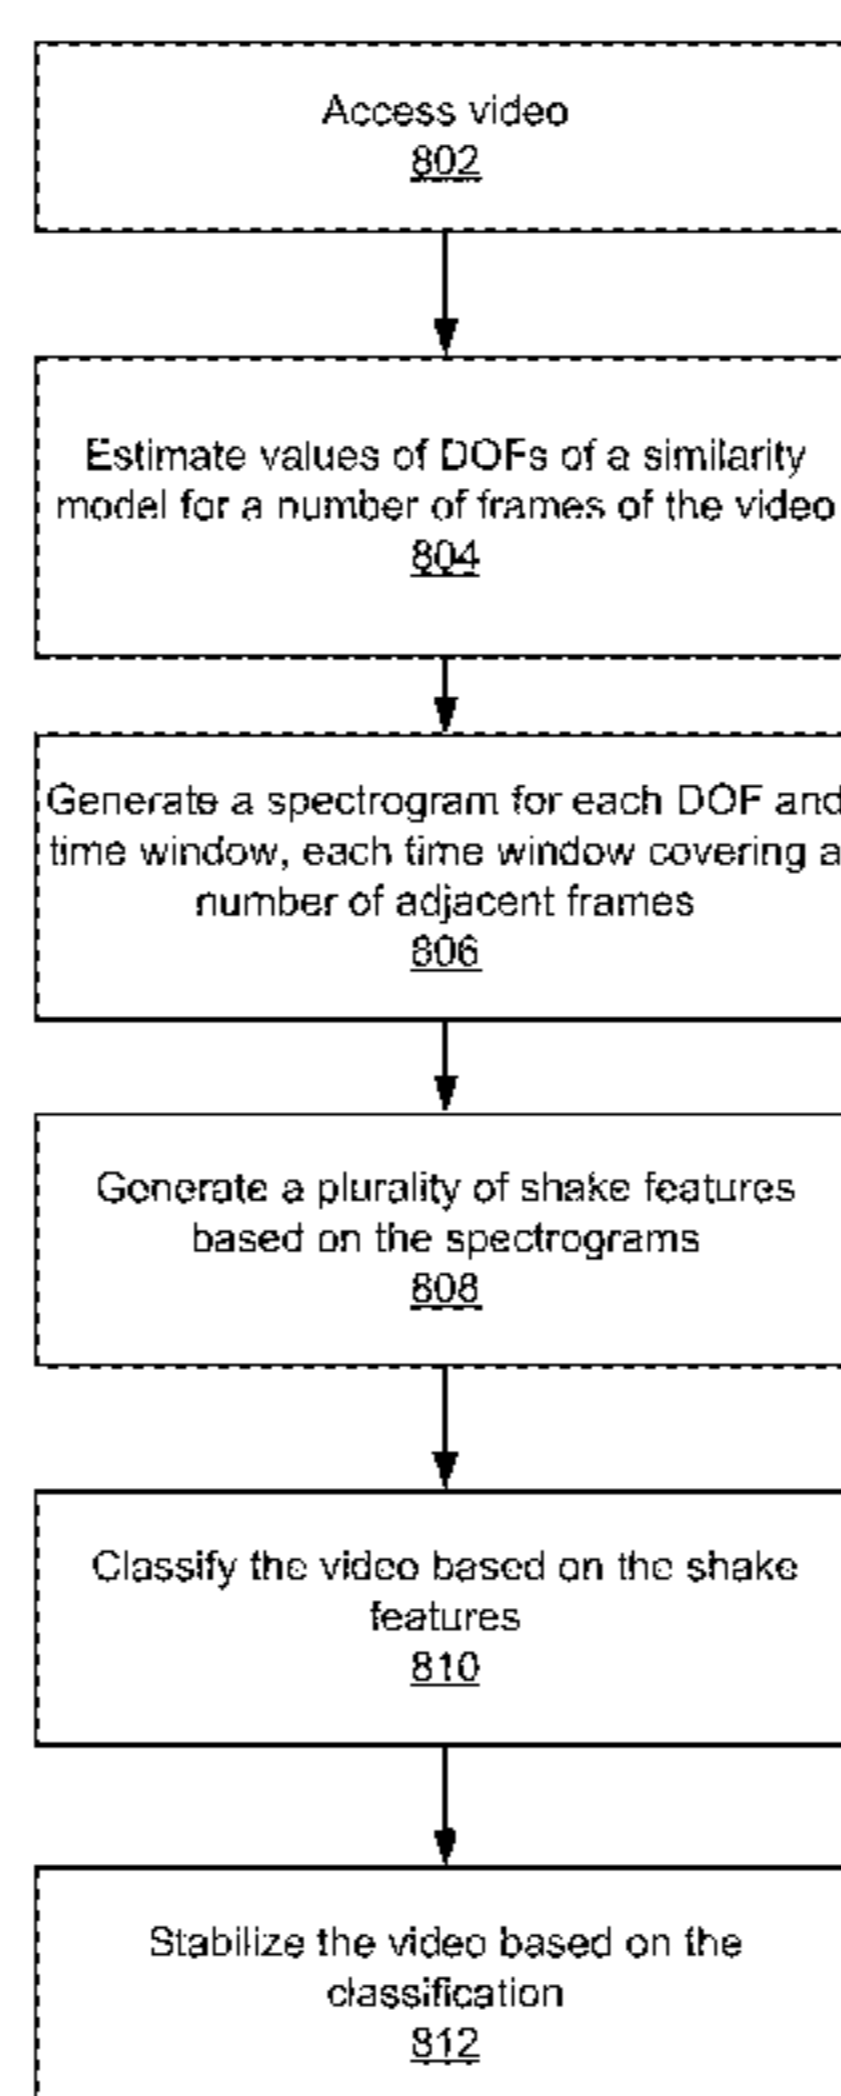 Access video
802
Estimate values of DOFs of a similarity
model for a number of frames of the video
804
Generate a spectrogram for each DOF and
time window, each time window covering a
number of adjacent frames
806
Generate a plurality of shake features
based on the spectrograms
808
Classify the video based on the shake
features
810
Stabilize the video based on the
classification
812